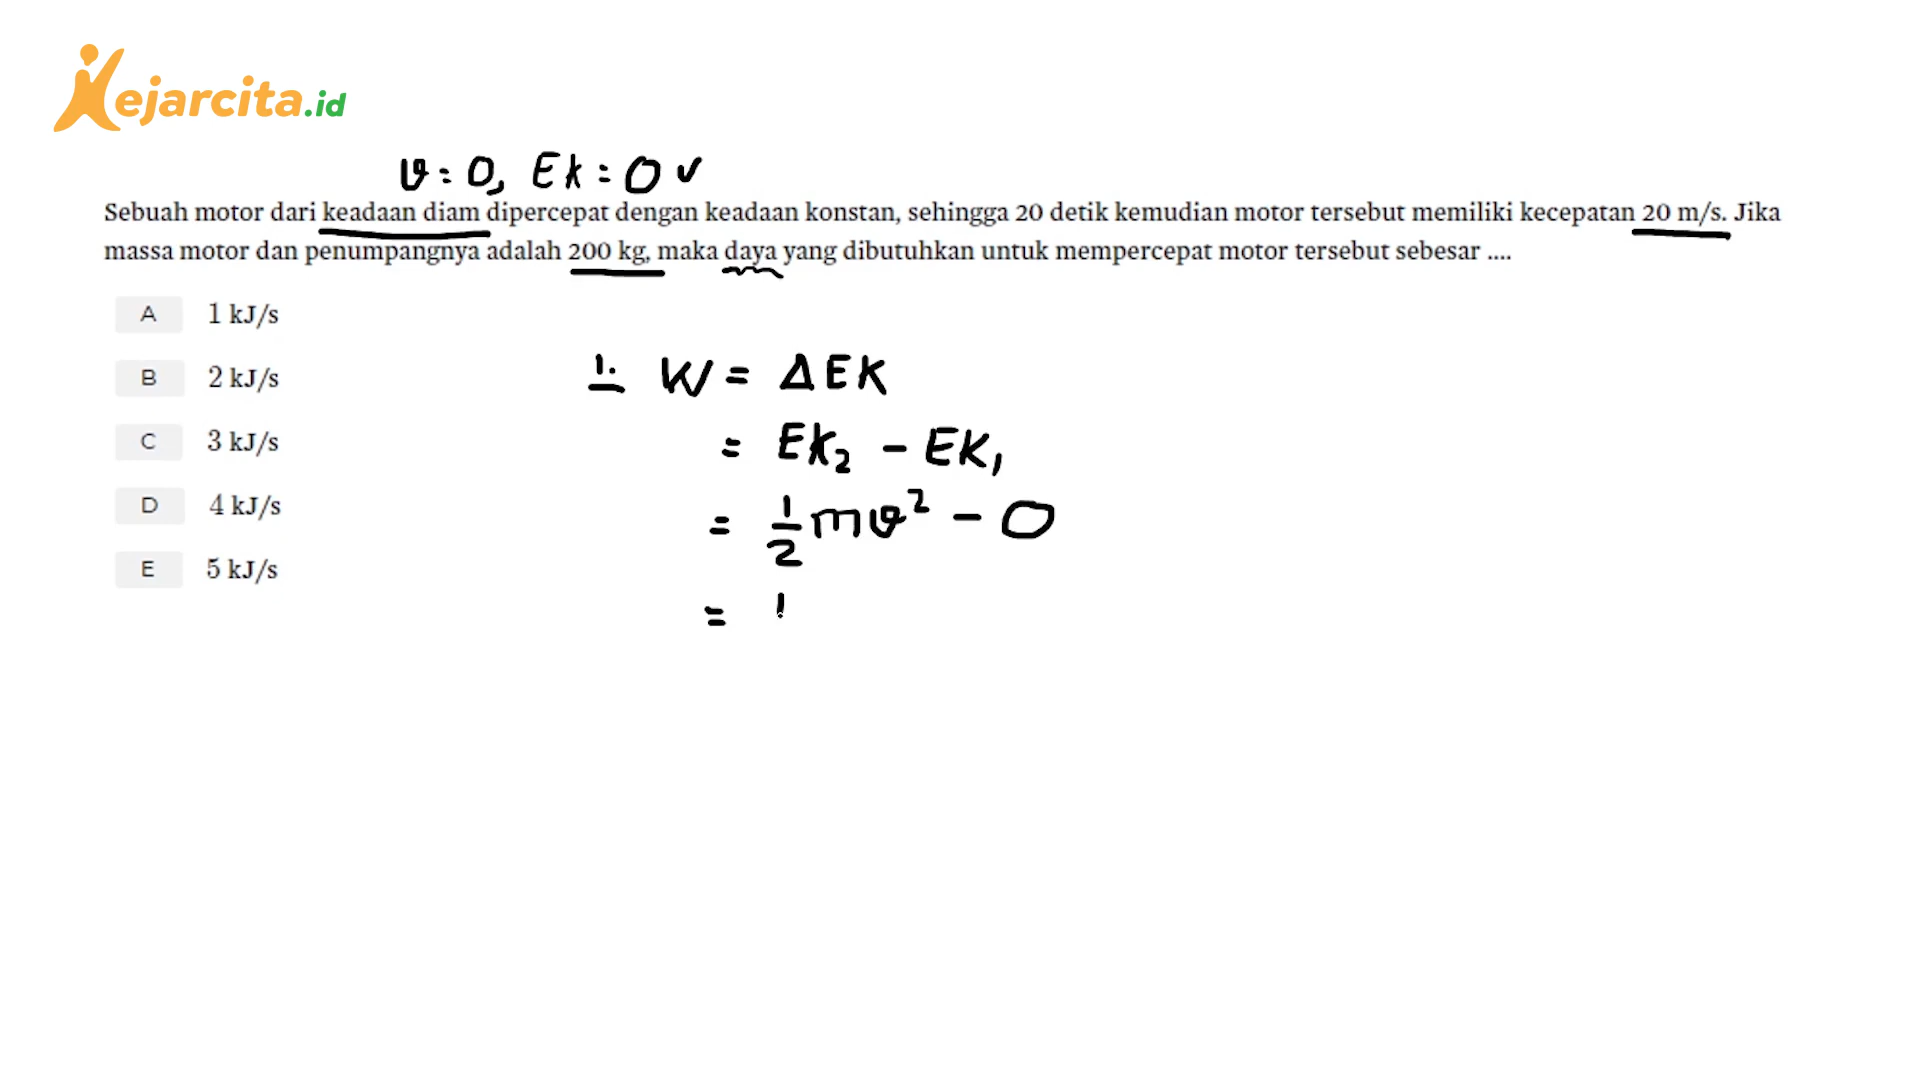 Kejarcita.id
v = 0, Ek = 0 ✓
Sebuah motor dari keadaan diam dipercepat dengan keadaan konstan, sehingga 20 detik kemudian motor tersebut memiliki kecepatan 20 m/s. Jika
massa motor dan penumpangnya adalah 200 kg, maka daya yang dibutuhkan untuk mempercepat motor tersebut sebesar ....
A 1 kJ/s
B 2 kJ/s
C 3 kJ/s
D 4 kJ/s
E 5 kJ/s
1. W = ΔEK
= Ek₂ - EK₁
= ½ mv² - 0
= 1